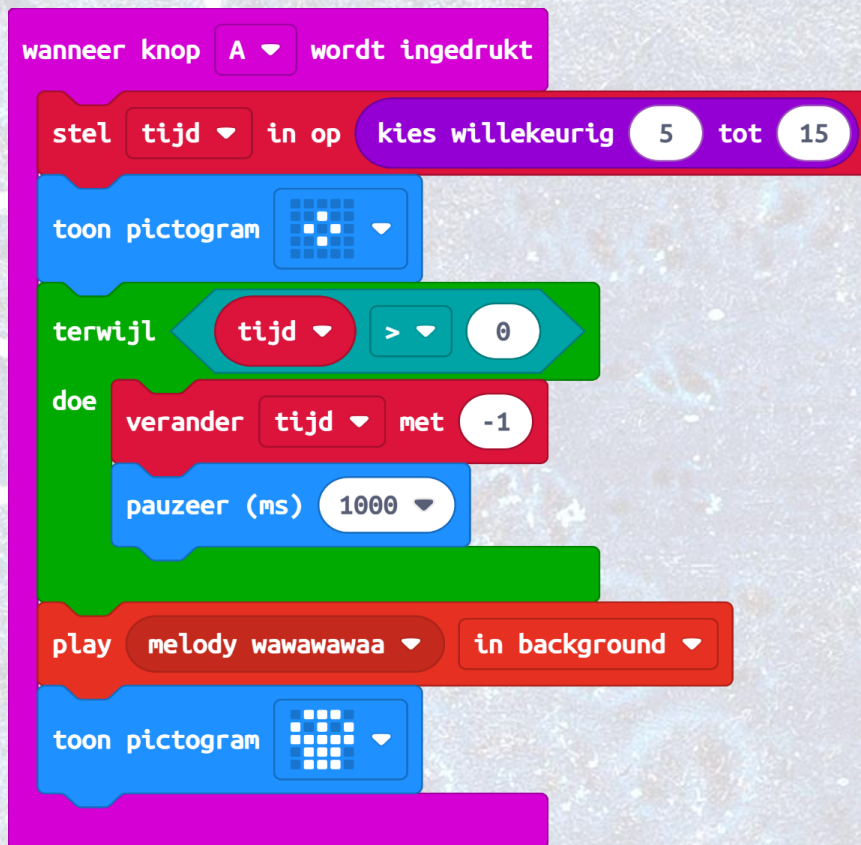 wanneer knop A wordt ingedrukt
stel tijd in op kies willekeurig 5 tot 15
toon pictogram
terwijl tijd > 0
doe
verander tijd met -1
pauzeer (ms) 1000
play melody wawawawaa in background
toon pictogram